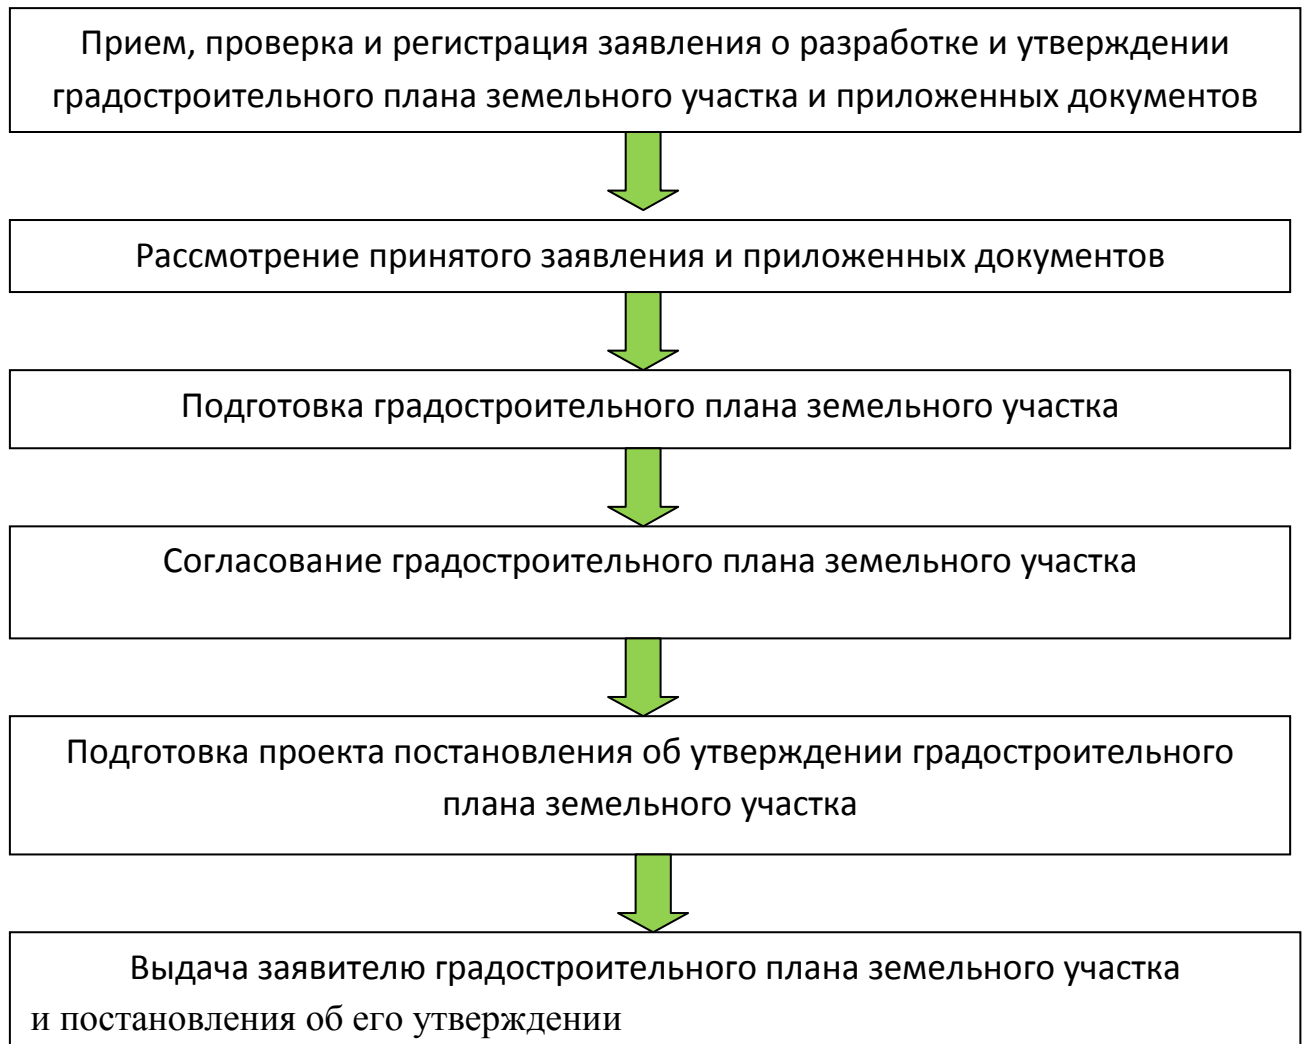 Прием, проверка и регистрация заявления о разработке и утверждении
градостроительного плана земельного участка и приложенных документов
Рассмотрение принятого заявления и приложенных документов
Подготовка градостроительного плана земельного участка
Согласование градостроительного плана земельного участка
Подготовка проекта постановления об утверждении градостроительного
плана земельного участка
Выдача заявителю градостроительного плана земельного участка
и постановления об его утверждении